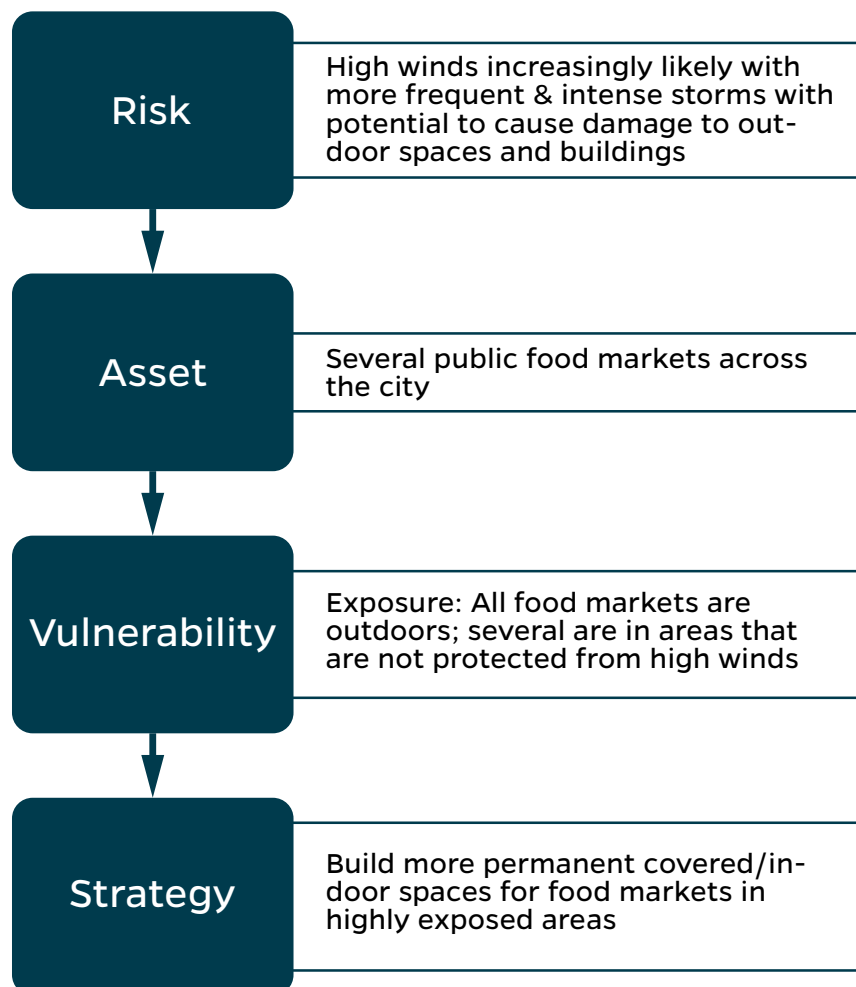 Risk
High winds increasingly likely with
more frequent & intense storms with
potential to cause damage to out-
door spaces and buildings
Asset
Several public food markets across
the city
Vulnerability
Exposure: All food markets are
outdoors; several are in areas that
are not protected from high winds
Strategy
Build more permanent covered/in-
door spaces for food markets in
highly exposed areas